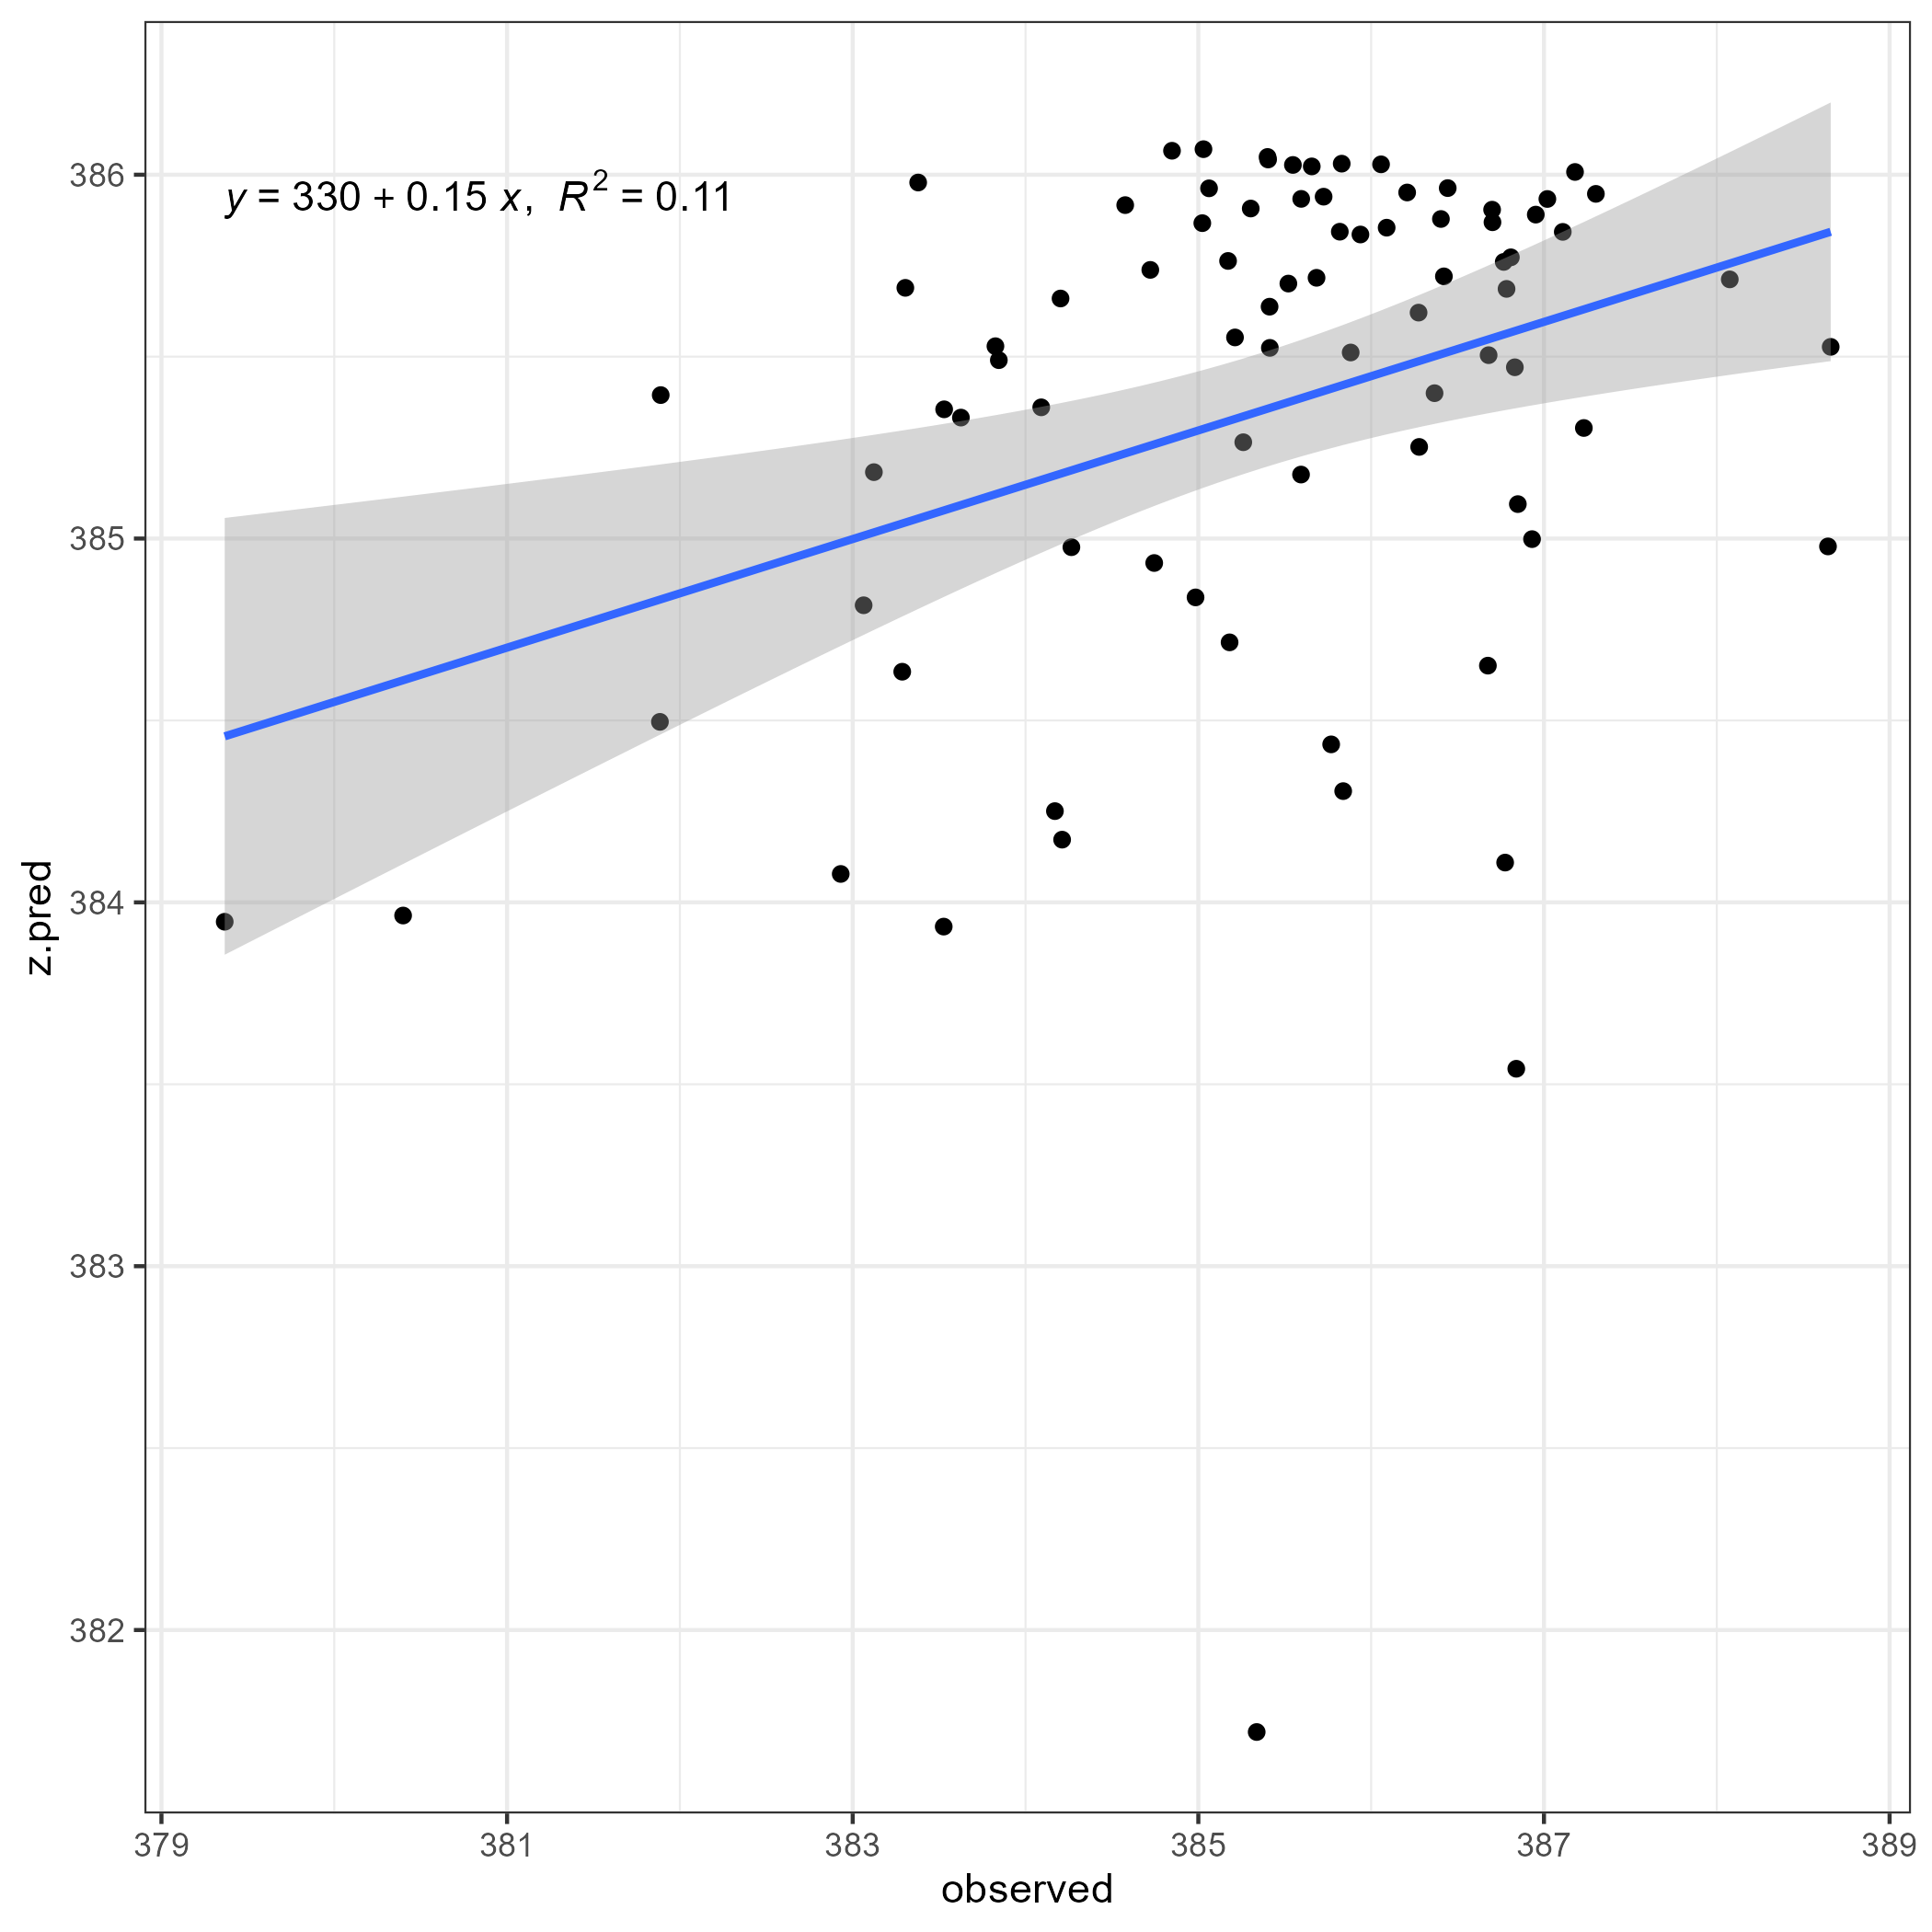 y = 330 + 0.15 x, R² = 0.11
386
385
384
383
382
z.pred
379 381 383 385 387 389
observed